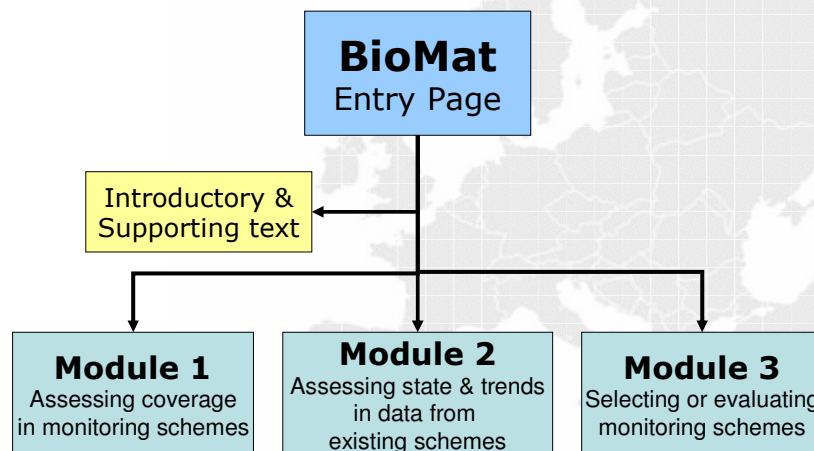 BioMat
Entry Page
Introductory &
Supporting text
Module 1
Assessing coverage
in monitoring schemes
Module 2
Assessing state & trends
in data from
existing schemes
Module 3
Selecting or evaluating
monitoring schemes